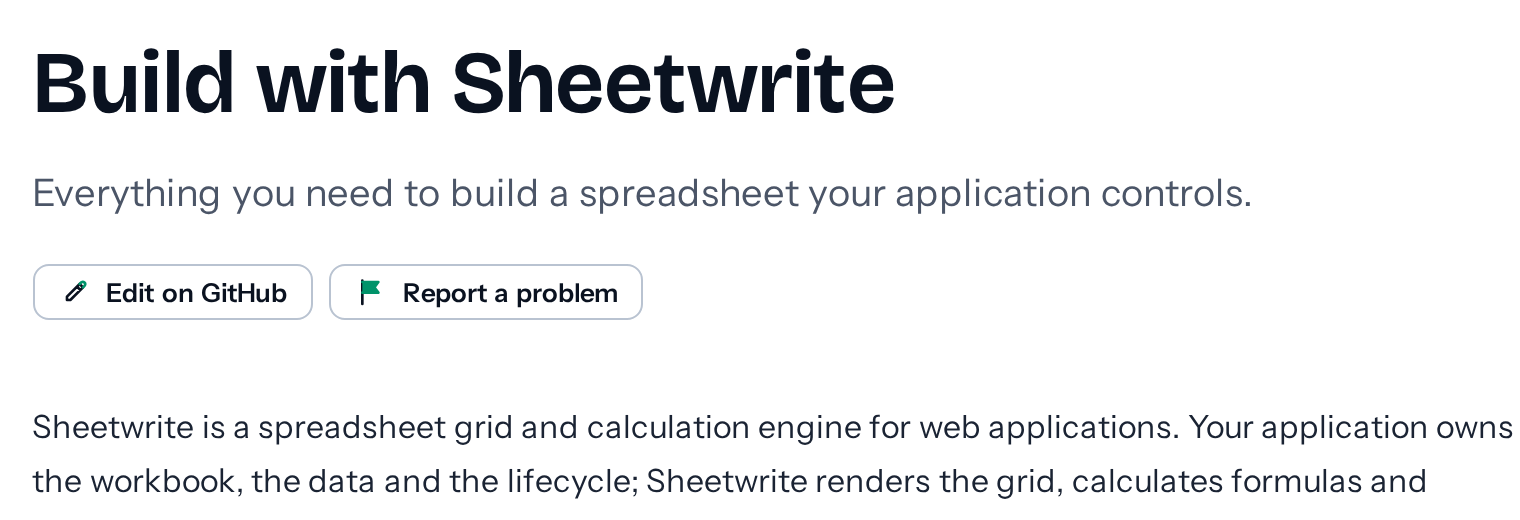 Build with Sheetwrite
Everything you need to build a spreadsheet your application controls.
Edit on GitHub
Report a problem
Sheetwrite is a spreadsheet grid and calculation engine for web applications. Your application owns
the workbook, the data and the lifecycle; Sheetwrite renders the grid, calculates formulas and